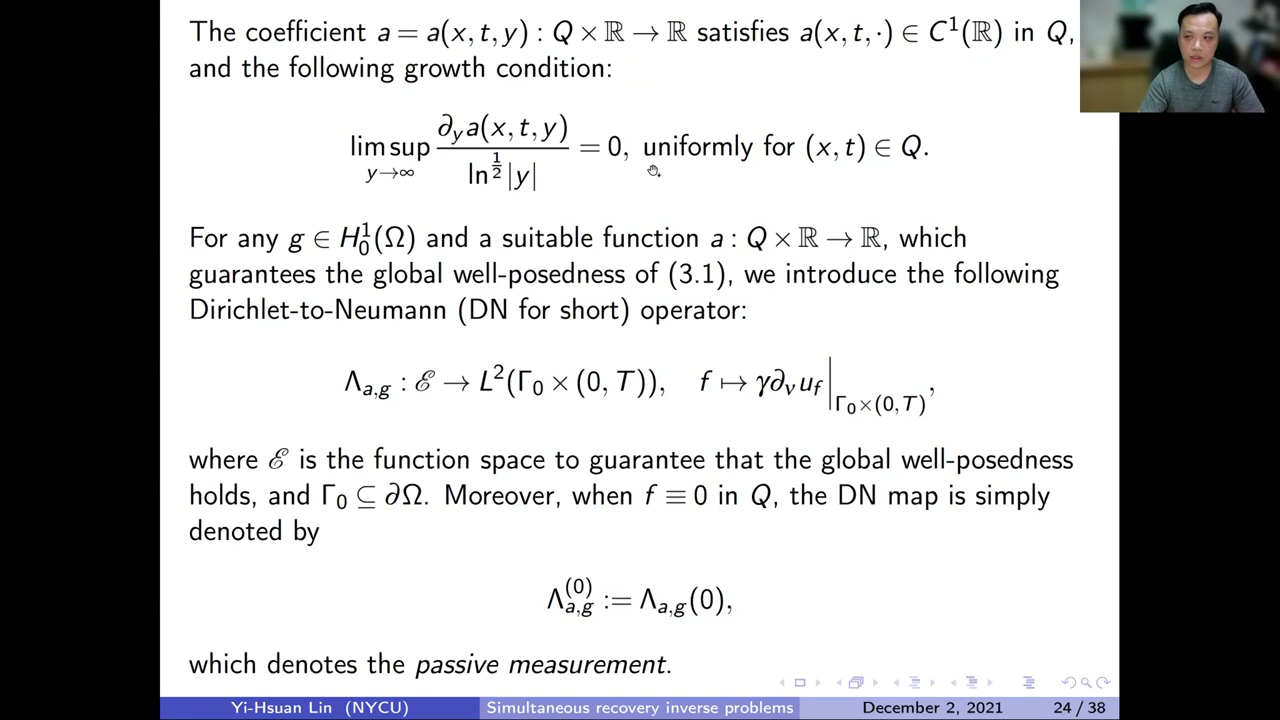 The coefficient a = a(x, t, y) : Q × ℝ → ℝ satisfies a(x, t, ·) ∈ C¹(ℝ) in Q,
and the following growth condition:
lim sup_{y→∞} ∂_y a(x, t, y) / ln^{1/2} |y| = 0, uniformly for (x, t) ∈ Q.
For any g ∈ H_0^1(Ω) and a suitable function a : Q × ℝ → ℝ, which
guarantees the global well-posedness of (3.1), we introduce the following
Dirichlet-to-Neumann (DN for short) operator:
Λ_{a,g} : ℰ → L²(Γ₀ × (0, T)), f ↦ γ∂_ν u_f |_{Γ₀×(0,T)},
where ℰ is the function space to guarantee that the global well-posedness
holds, and Γ₀ ⊆ ∂Ω. Moreover, when f ≡ 0 in Q, the DN map is simply
denoted by
Λ_{a,g}^{(0)} := Λ_{a,g}(0),
which denotes the passive measurement.
Yi-Hsuan Lin (NYCU) Simultaneous recovery inverse problems December 2, 2021 24 / 38